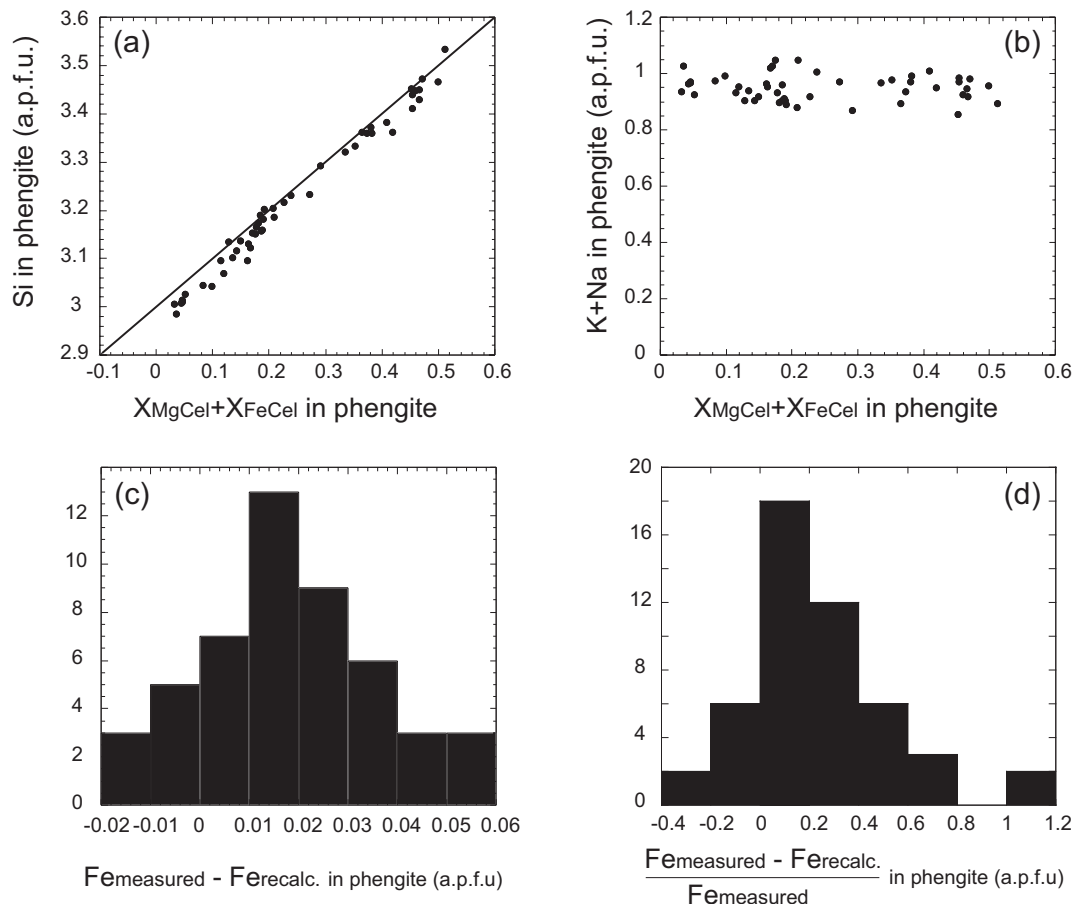 (a)
Si in phengite (a.p.f.u.)
3.6
3.5
3.4
3.3
3.2
3.1
3
2.9
-0.1 0 0.1 0.2 0.3 0.4 0.5 0.6
XMgCel+XFeCel in phengite
(b)
K+Na in phengite (a.p.f.u.)
1.2
1
0.8
0.6
0.4
0.2
0
0 0.1 0.2 0.3 0.4 0.5 0.6
XMgCel+XFeCel in phengite
(c)
12
10
8
6
4
2
0
-0.02 -0.01 0 0.01 0.02 0.03 0.04 0.05 0.06
Femeasured - Ferecalc. in phengite (a.p.f.u)
(d)
20
16
12
8
4
0
-0.4 -0.2 0 0.2 0.4 0.6 0.8 1 1.2
Femeasured - Ferecalc.
Femeasured
in phengite (a.p.f.u)